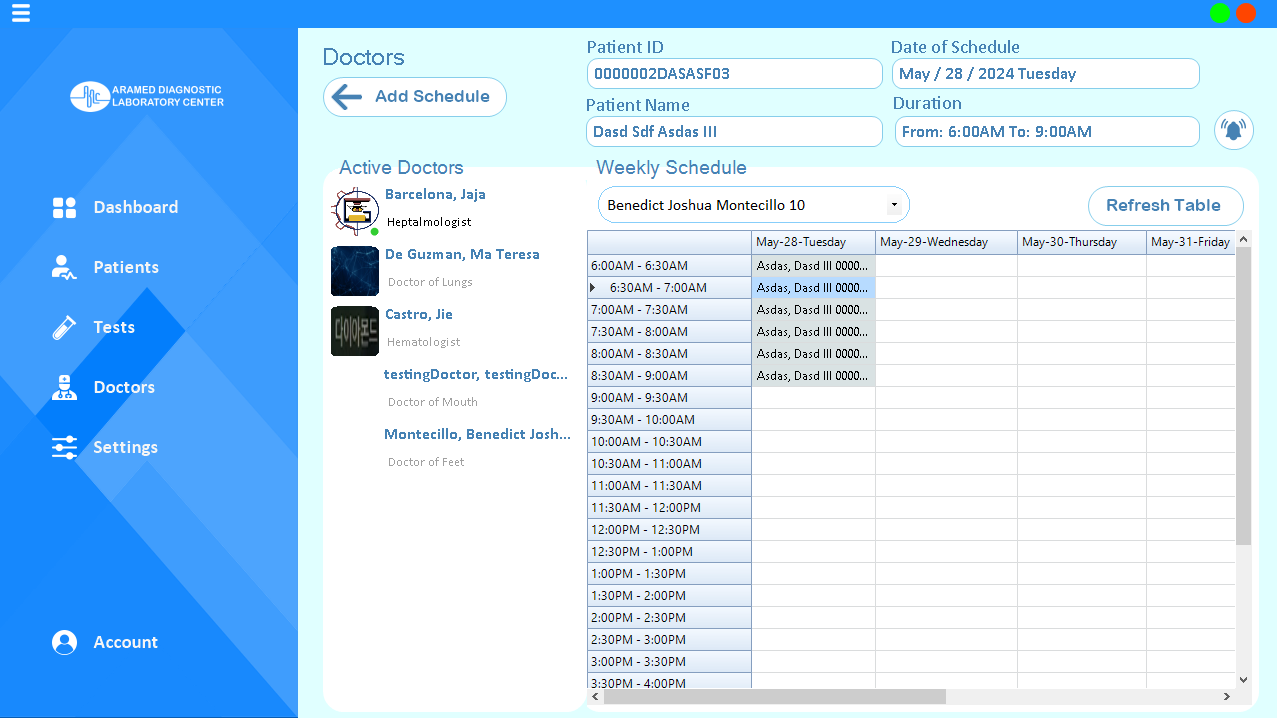 ARAMED DIAGNOSTIC
LABORATORY CENTER
Dashboard
Patients
Tests
Doctors
Settings
Account
Doctors
Add Schedule
Patient ID
0000002DASASF03
Patient Name
Dasd Sdf Asdas III
Date of Schedule
May / 28 / 2024 Tuesday
Duration
From: 6:00AM To: 9:00AM
Active Doctors
Barcelona, Jaja
Heptalmologist
De Guzman, Ma Teresa
Doctor of Lungs
다이아몬드
Castro, Jie
Hematologist
testingDoctor, testingDoc...
Doctor of Mouth
Montecillo, Benedict Josh...
Doctor of Feet
Weekly Schedule
Benedict Joshua Montecillo 10
Refresh Table
May-28-Tuesday May-29-Wednesday May-30-Thursday May-31-Friday
6:00AM - 6:30AM Asdas, Dasd III 0000...
6:30AM - 7:00AM Asdas, Dasd III 0000...
7:00AM - 7:30AM Asdas, Dasd III 0000...
7:30AM - 8:00AM Asdas, Dasd III 0000...
8:00AM - 8:30AM Asdas, Dasd III 0000...
8:30AM - 9:00AM Asdas, Dasd III 0000...
9:00AM - 9:30AM
9:30AM - 10:00AM
10:00AM - 10:30AM
10:30AM - 11:00AM
11:00AM - 11:30AM
11:30AM - 12:00PM
12:00PM - 12:30PM
12:30PM - 1:00PM
1:00PM - 1:30PM
1:30PM - 2:00PM
2:00PM - 2:30PM
2:30PM - 3:00PM
3:00PM - 3:30PM
3:30PM - 4:00PM